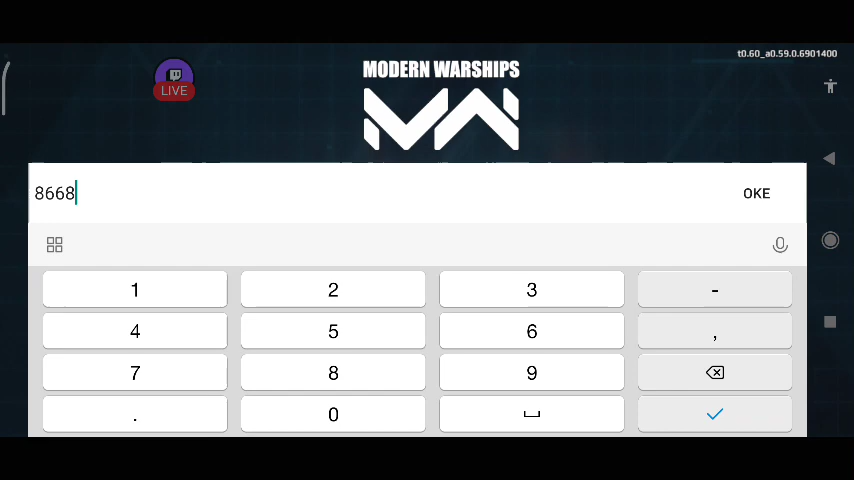 t0.60_a0.59.0.6901400
MODERN WARSHIPS
LIVE
8668
OKE
1 2 3 -
4 5 6 ,
7 8 9
. 0